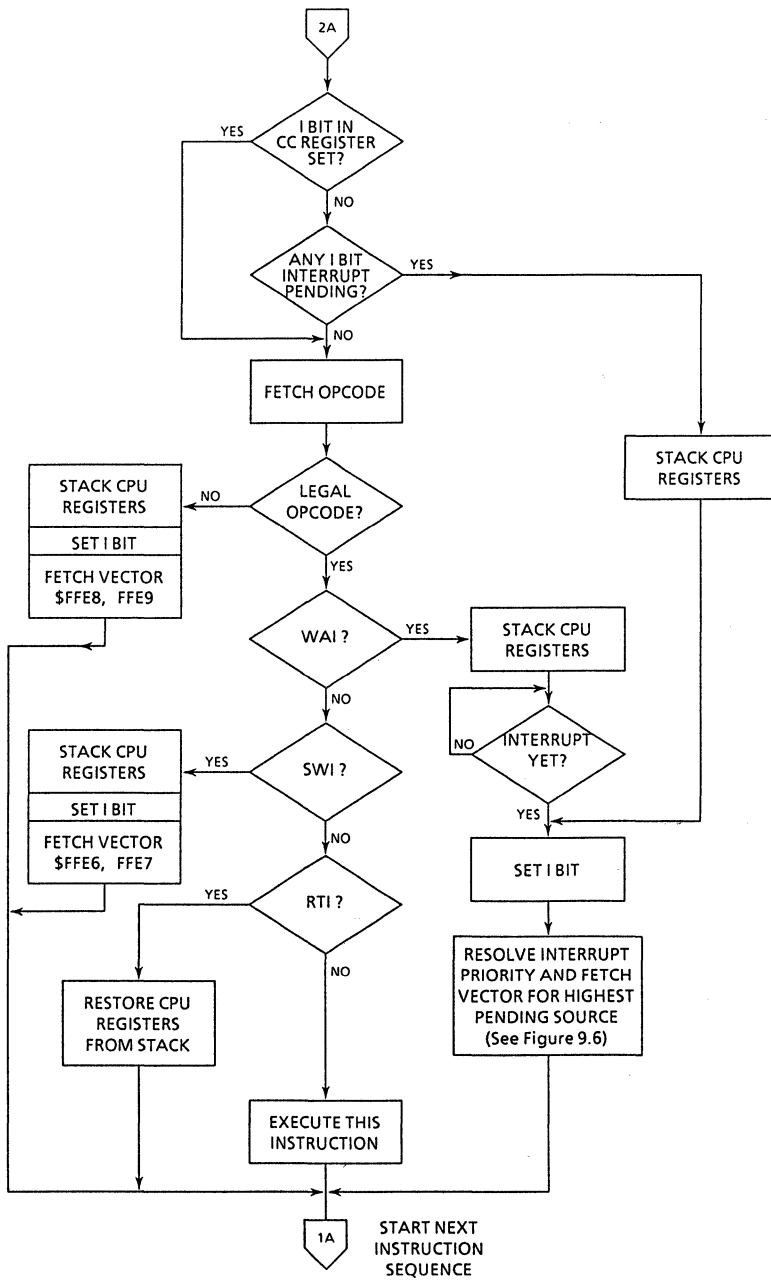 2A
I BIT IN
CC REGISTER
SET?
YES
NO
ANY I BIT
INTERRUPT
PENDING?
YES
NO
FETCH OPCODE
STACK CPU
REGISTERS
LEGAL
OPCODE?
NO
STACK CPU
REGISTERS
SET I BIT
FETCH VECTOR
$FFE8, FFE9
YES
WAI ?
YES
STACK CPU
REGISTERS
NO
INTERRUPT
YET?
NO
YES
SWI ?
YES
STACK CPU
REGISTERS
SET I BIT
FETCH VECTOR
$FFE6, FFE7
NO
SET I BIT
RTI ?
YES
NO
RESOLVE INTERRUPT
PRIORITY AND FETCH
VECTOR FOR HIGHEST
PENDING SOURCE
(See Figure 9.6)
RESTORE CPU
REGISTERS
FROM STACK
EXECUTE THIS
INSTRUCTION
1A
START NEXT
INSTRUCTION
SEQUENCE